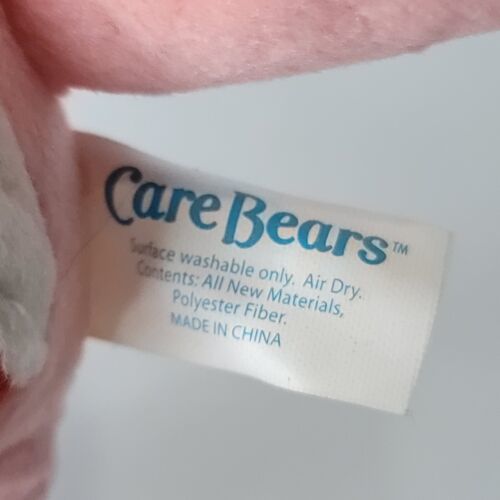 Care Bears™
Surface washable only. Air Dry.
Contents: All New Materials,
Polyester Fiber.
MADE IN CHINA